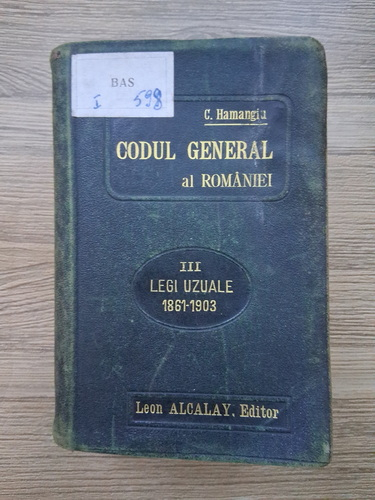 BAS
I 598
C. Hamangiu
CODUL GENERAL
al ROMÂNIEI
III
LEGI UZUALE
1861-1903
Leon ALCALAY, Editor